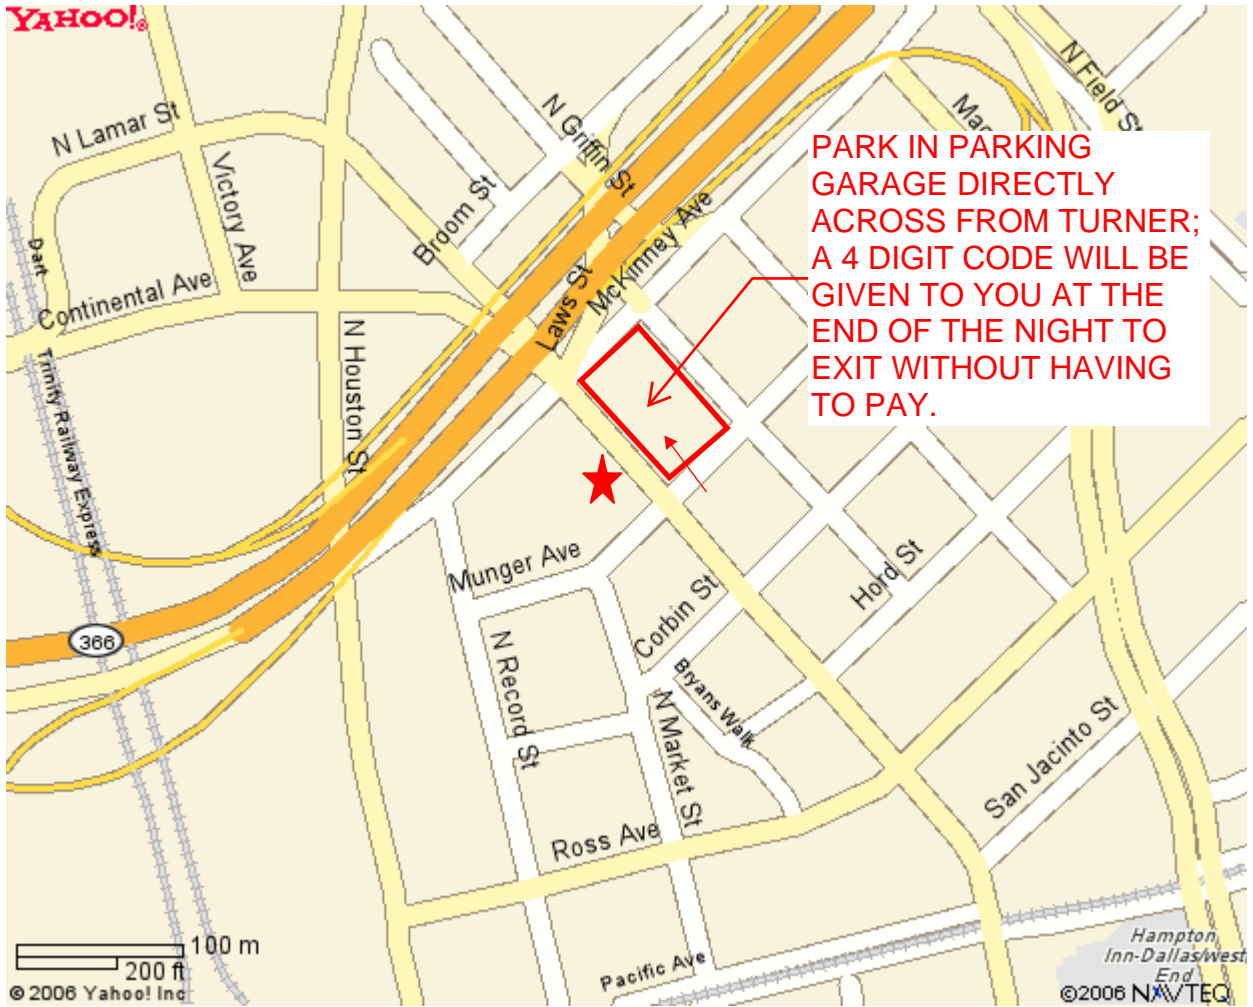 YAHOO!®
N Lamar St
Victory Ave
N Griffin St
N Field St
Mag
Broom St
McKinney Ave
Dart
Continental Ave
Laws St
PARK IN PARKING
GARAGE DIRECTLY
ACROSS FROM TURNER;
A 4 DIGIT CODE WILL BE
GIVEN TO YOU AT THE
END OF THE NIGHT TO
EXIT WITHOUT HAVING
TO PAY.
Trinity Railway Express
N Houston St
Munger Ave
Corbin St
Hord St
366
N Record St
Bryans Walk
N Market St
San Jacinto St
Ross Ave
Pacific Ave
100 m
200 ft
© 2006 Yahoo! Inc
Hampton
Inn-Dallas/west
End
©2006 NAVTEQ